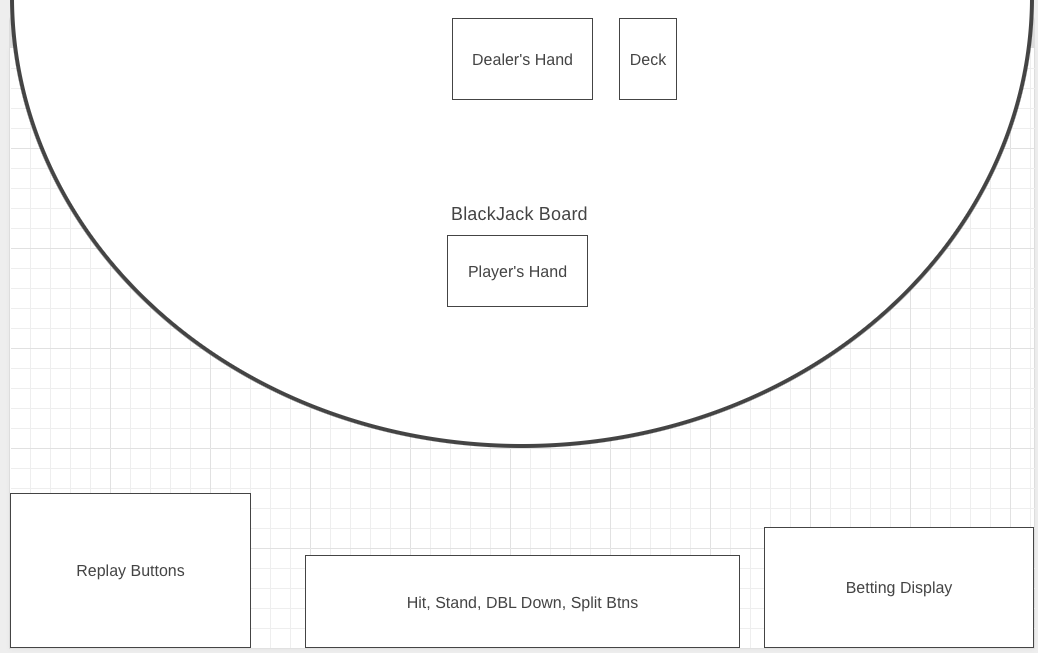 Dealer's Hand
Deck
BlackJack Board
Player's Hand
Replay Buttons
Hit, Stand, DBL Down, Split Btns
Betting Display